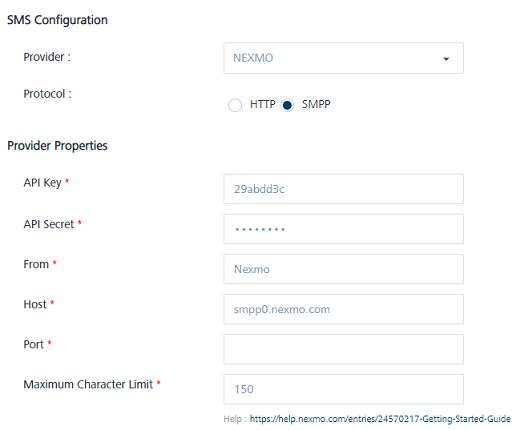 SMS Configuration
Provider : NEXMO
Protocol : HTTP SMPP
Provider Properties
API Key * 29abdd3c
API Secret * ••••••••
From * Nexmo
Host * smpp0.nexmo.com
Port *
Maximum Character Limit * 150
Help : https://help.nexmo.com/entries/24570217-Getting-Started-Guide